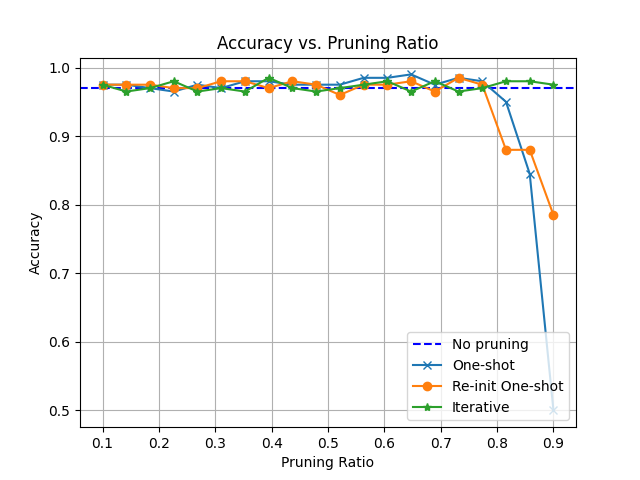 Accuracy vs. Pruning Ratio
1.0
0.9
0.8
0.7
0.6
0.5
Accuracy
No pruning
One-shot
Re-init One-shot
Iterative
0.1 0.2 0.3 0.4 0.5 0.6 0.7 0.8 0.9
Pruning Ratio